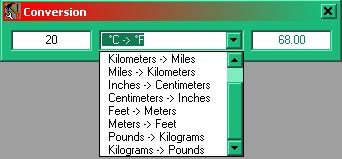 Conversion
20 °C -> °F 68.00
Kilometers -> Miles
Miles -> Kilometers
Inches -> Centimeters
Centimeters -> Inches
Feet -> Meters
Meters -> Feet
Pounds -> Kilograms
Kilograms -> Pounds